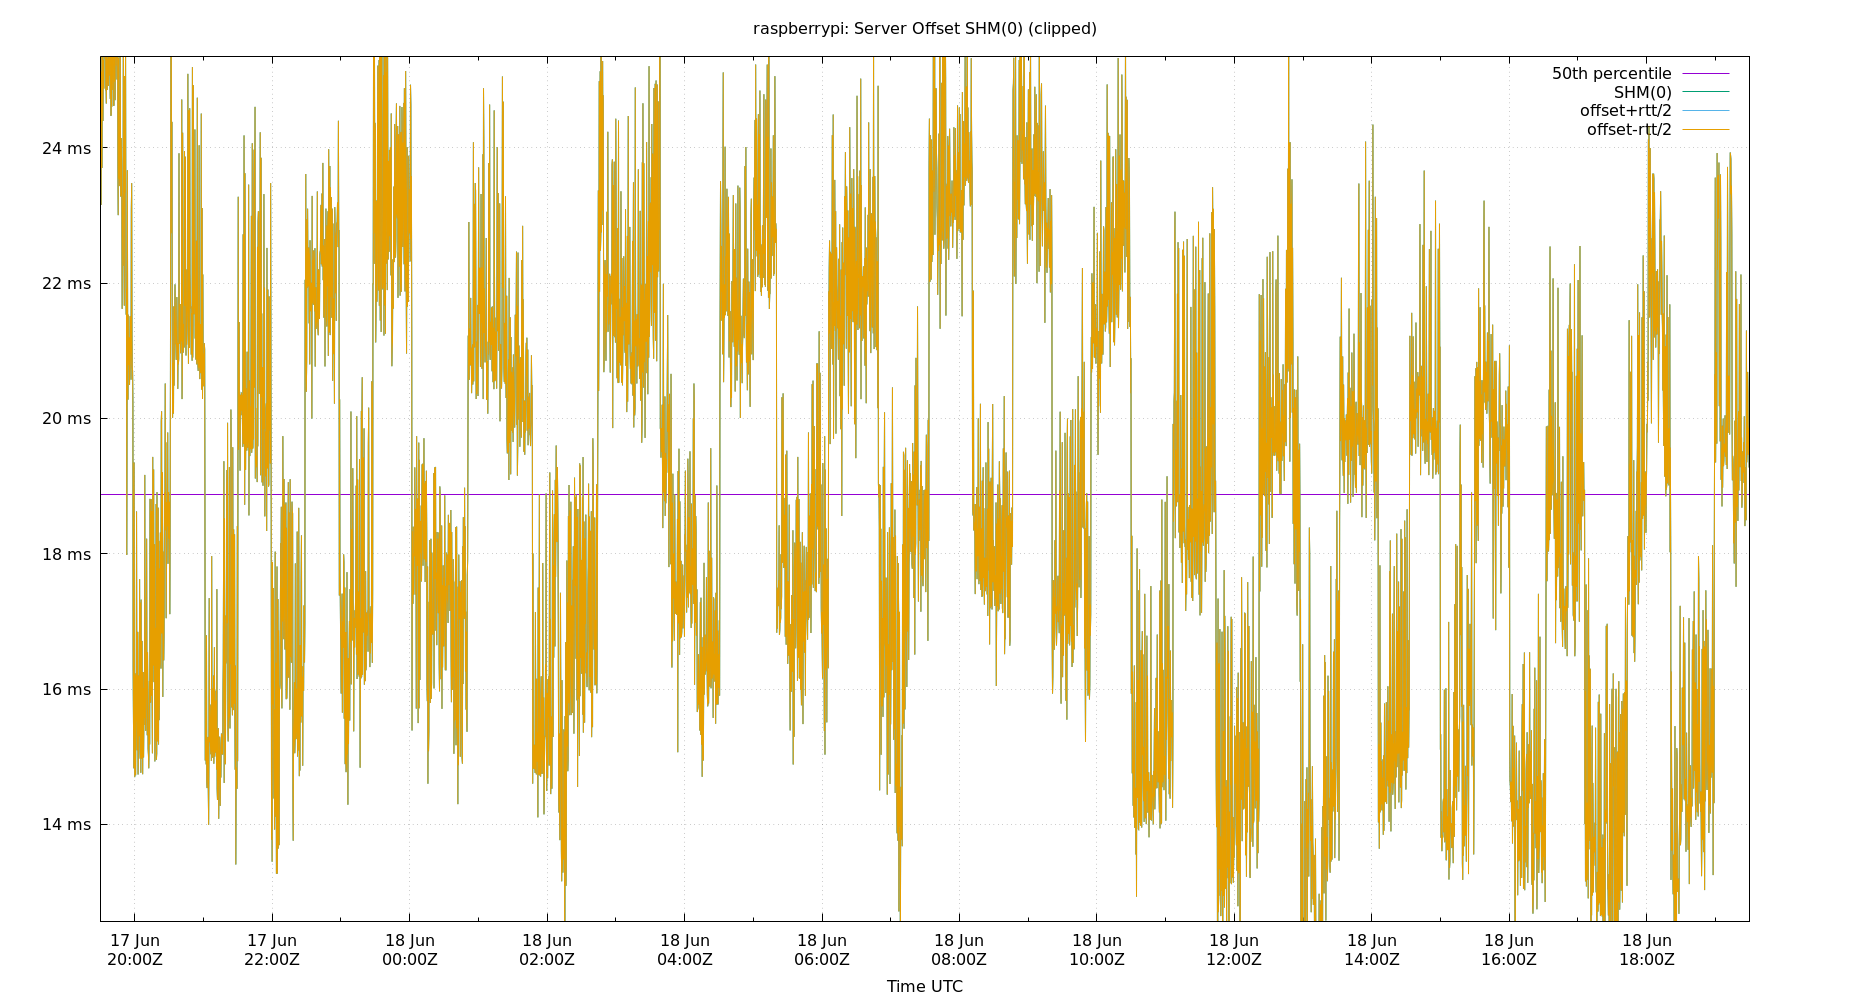 raspberrypi: Server Offset SHM(0) (clipped)
50th percentile
SHM(0)
offset+rtt/2
offset-rtt/2
24 ms
22 ms
20 ms
18 ms
16 ms
14 ms
17 Jun 17 Jun 18 Jun 18 Jun 18 Jun 18 Jun 18 Jun 18 Jun 18 Jun 18 Jun 18 Jun 18 Jun
20:00Z 22:00Z 00:00Z 02:00Z 04:00Z 06:00Z 08:00Z 10:00Z 12:00Z 14:00Z 16:00Z 18:00Z
Time UTC